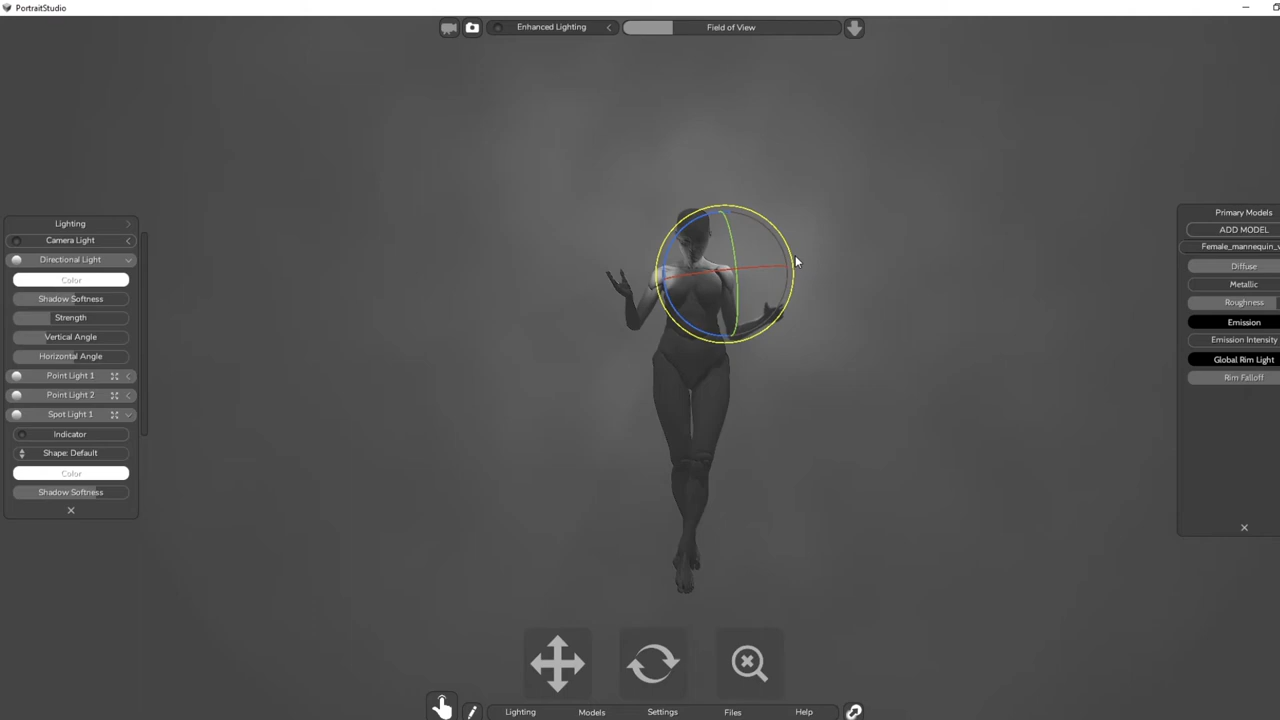 PortraitStudio
Enhanced Lighting
Field of View
Lighting
Camera Light
Directional Light
Color
Shadow Softness
Strength
Vertical Angle
Horizontal Angle
Point Light 1
Point Light 2
Spot Light 1
Indicator
Shape: Default
Color
Shadow Softness
Primary Models
ADD MODEL
Female_mannequin_
Diffuse
Metallic
Roughness
Emission
Emission Intensity
Global Rim Light
Rim Falloff
Lighting
Models
Settings
Files
Help